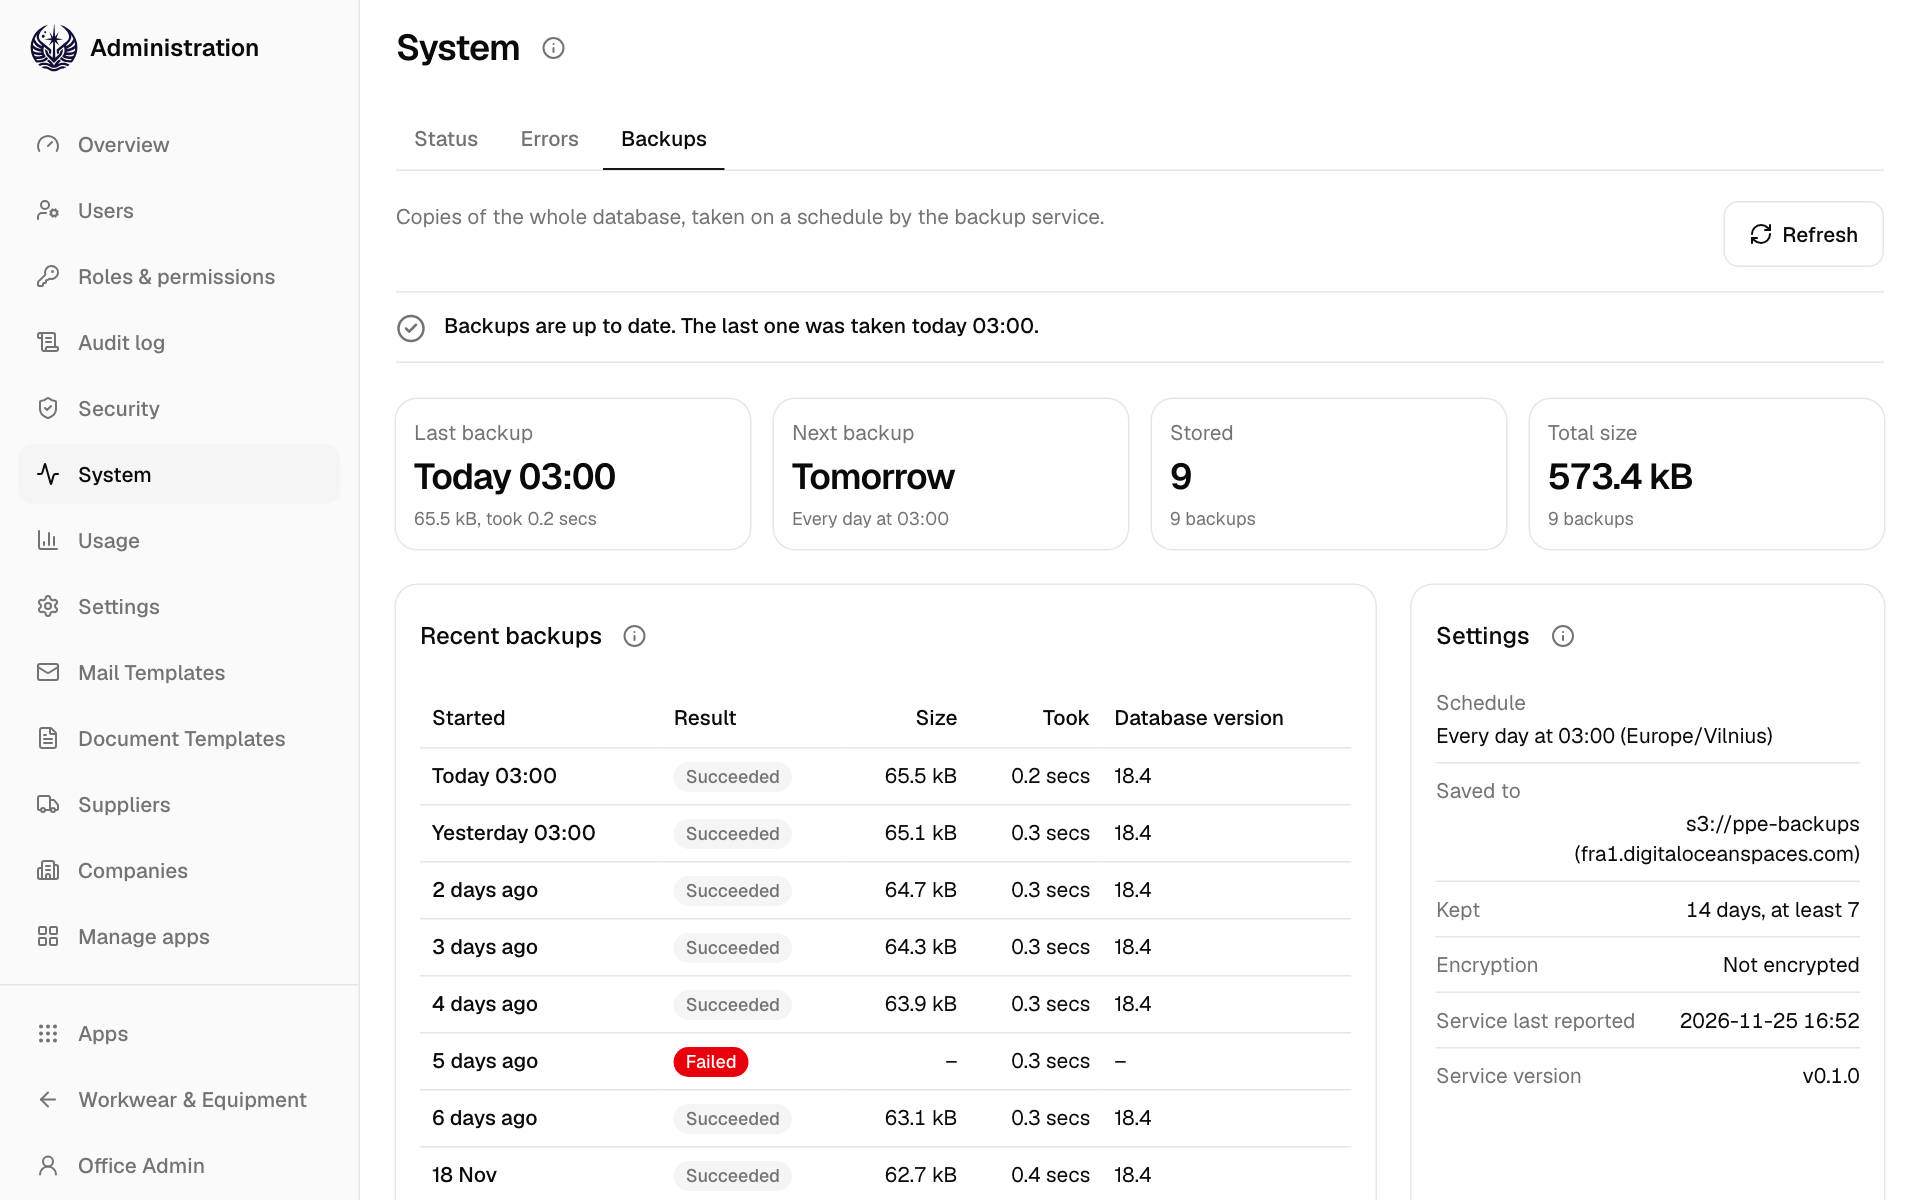 Administration
Overview
Users
Roles & permissions
Audit log
Security
System
Usage
Settings
Mail Templates
Document Templates
Suppliers
Companies
Manage apps
Apps
Workwear & Equipment
Office Admin
System
Status Errors Backups
Copies of the whole database, taken on a schedule by the backup service.
Refresh
Backups are up to date. The last one was taken today 03:00.
Last backup
Today 03:00
65.5 kB, took 0.2 secs
Next backup
Tomorrow
Every day at 03:00
Stored
9
9 backups
Total size
573.4 kB
9 backups
Recent backups
Started Result Size Took Database version
Today 03:00 Succeeded 65.5 kB 0.2 secs 18.4
Yesterday 03:00 Succeeded 65.1 kB 0.3 secs 18.4
2 days ago Succeeded 64.7 kB 0.3 secs 18.4
3 days ago Succeeded 64.3 kB 0.3 secs 18.4
4 days ago Succeeded 63.9 kB 0.3 secs 18.4
5 days ago Failed – 0.3 secs –
6 days ago Succeeded 63.1 kB 0.3 secs 18.4
18 Nov Succeeded 62.7 kB 0.4 secs 18.4
Settings
Schedule
Every day at 03:00 (Europe/Vilnius)
Saved to
s3://ppe-backups
(fra1.digitaloceanspaces.com)
Kept 14 days, at least 7
Encryption Not encrypted
Service last reported 2026-11-25 16:52
Service version v0.1.0